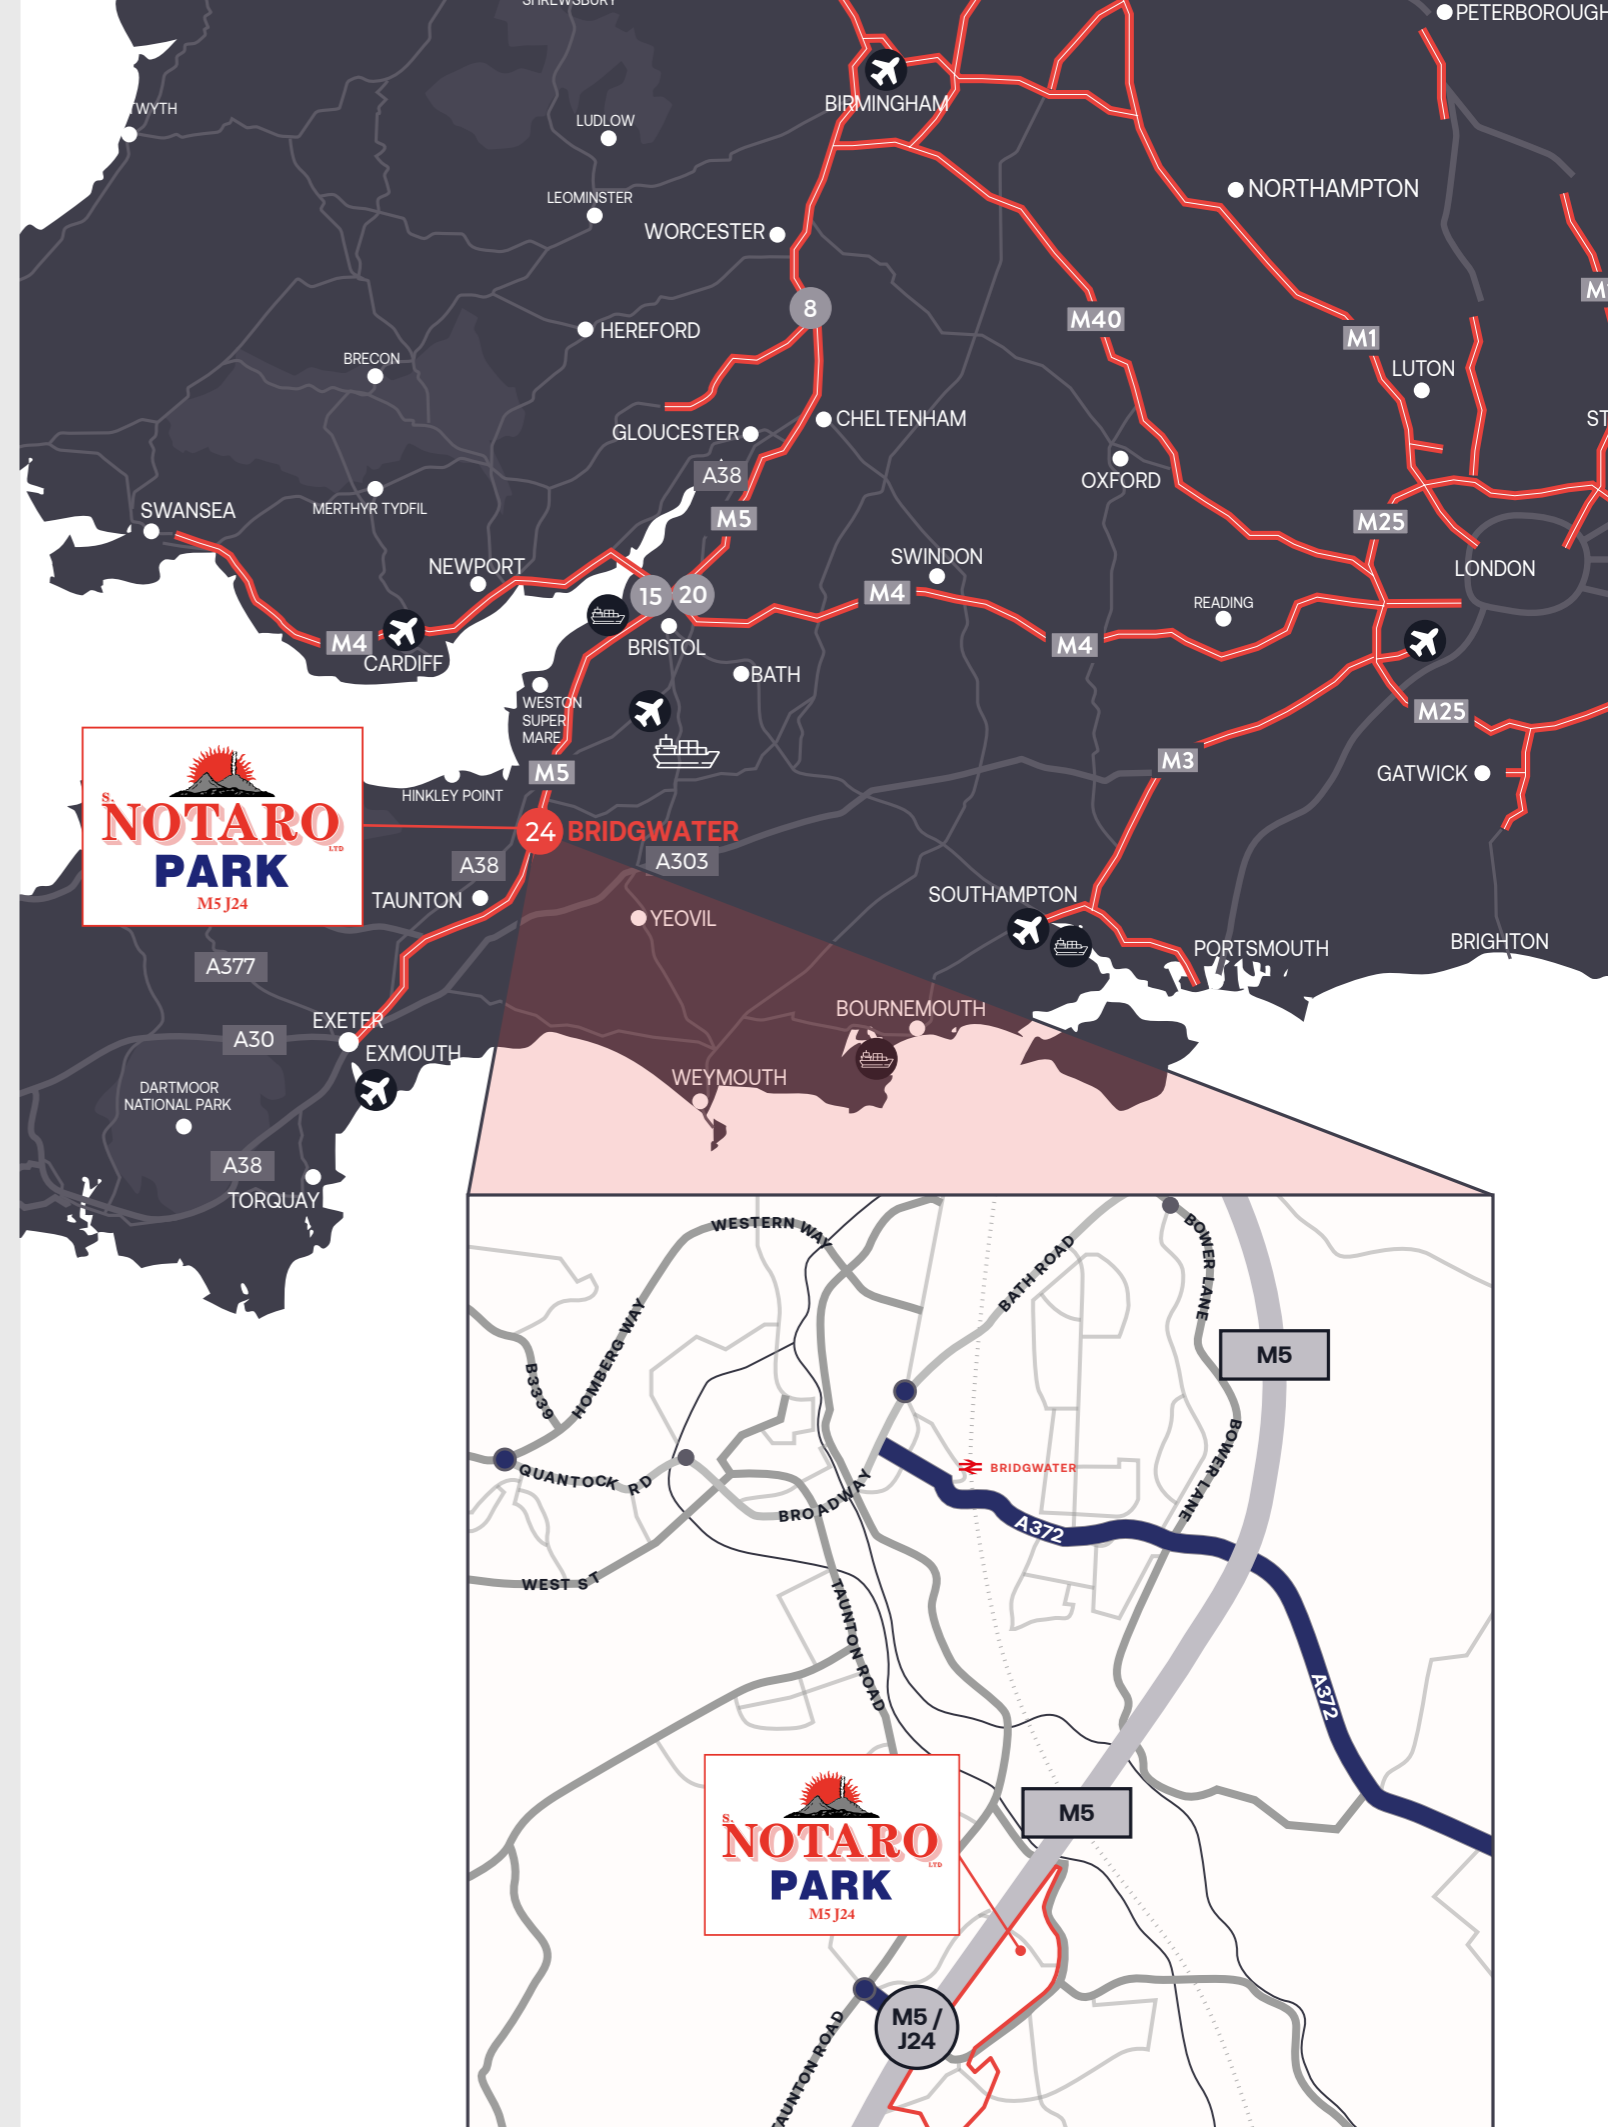 SHREWSBURY
PETERBOROUGH
BIRMINGHAM
TWYTH
LUDLOW
NORTHAMPTON
LEOMINSTER
WORCESTER
8
M40
HEREFORD
M1
BRECON
LUTON
CHELTENHAM
GLOUCESTER
A38
OXFORD
SWANSEA
MERTHYR TYDFIL
M5
M25
SWINDON
NEWPORT
LONDON
15
20
M4
READING
M4
CARDIFF
BRISTOL
M4
BATH
WESTON
SUPER
MARE
M25
M3
M5
GATWICK
HINKLEY POINT
S.
NOTARO
LTD
PARK
M5 J24
24
BRIDGWATER
A38
A303
TAUNTON
SOUTHAMPTON
YEOVIL
BRIGHTON
PORTSMOUTH
A377
BOURNEMOUTH
EXETER
A30
EXMOUTH
WEYMOUTH
DARTMOOR
NATIONAL PARK
A38
TORQUAY
WESTERN WAY
BOWER LANE
BATH ROAD
HOMBERG WAY
M5
B3339
BOWER LANE
BRIDGWATER
QUANTOCK RD
BROADWAY
A372
WEST ST
TAUNTON ROAD
A372
M5
S.
NOTARO
LTD
PARK
M5 J24
M5 /
J24
TAUNTON ROAD